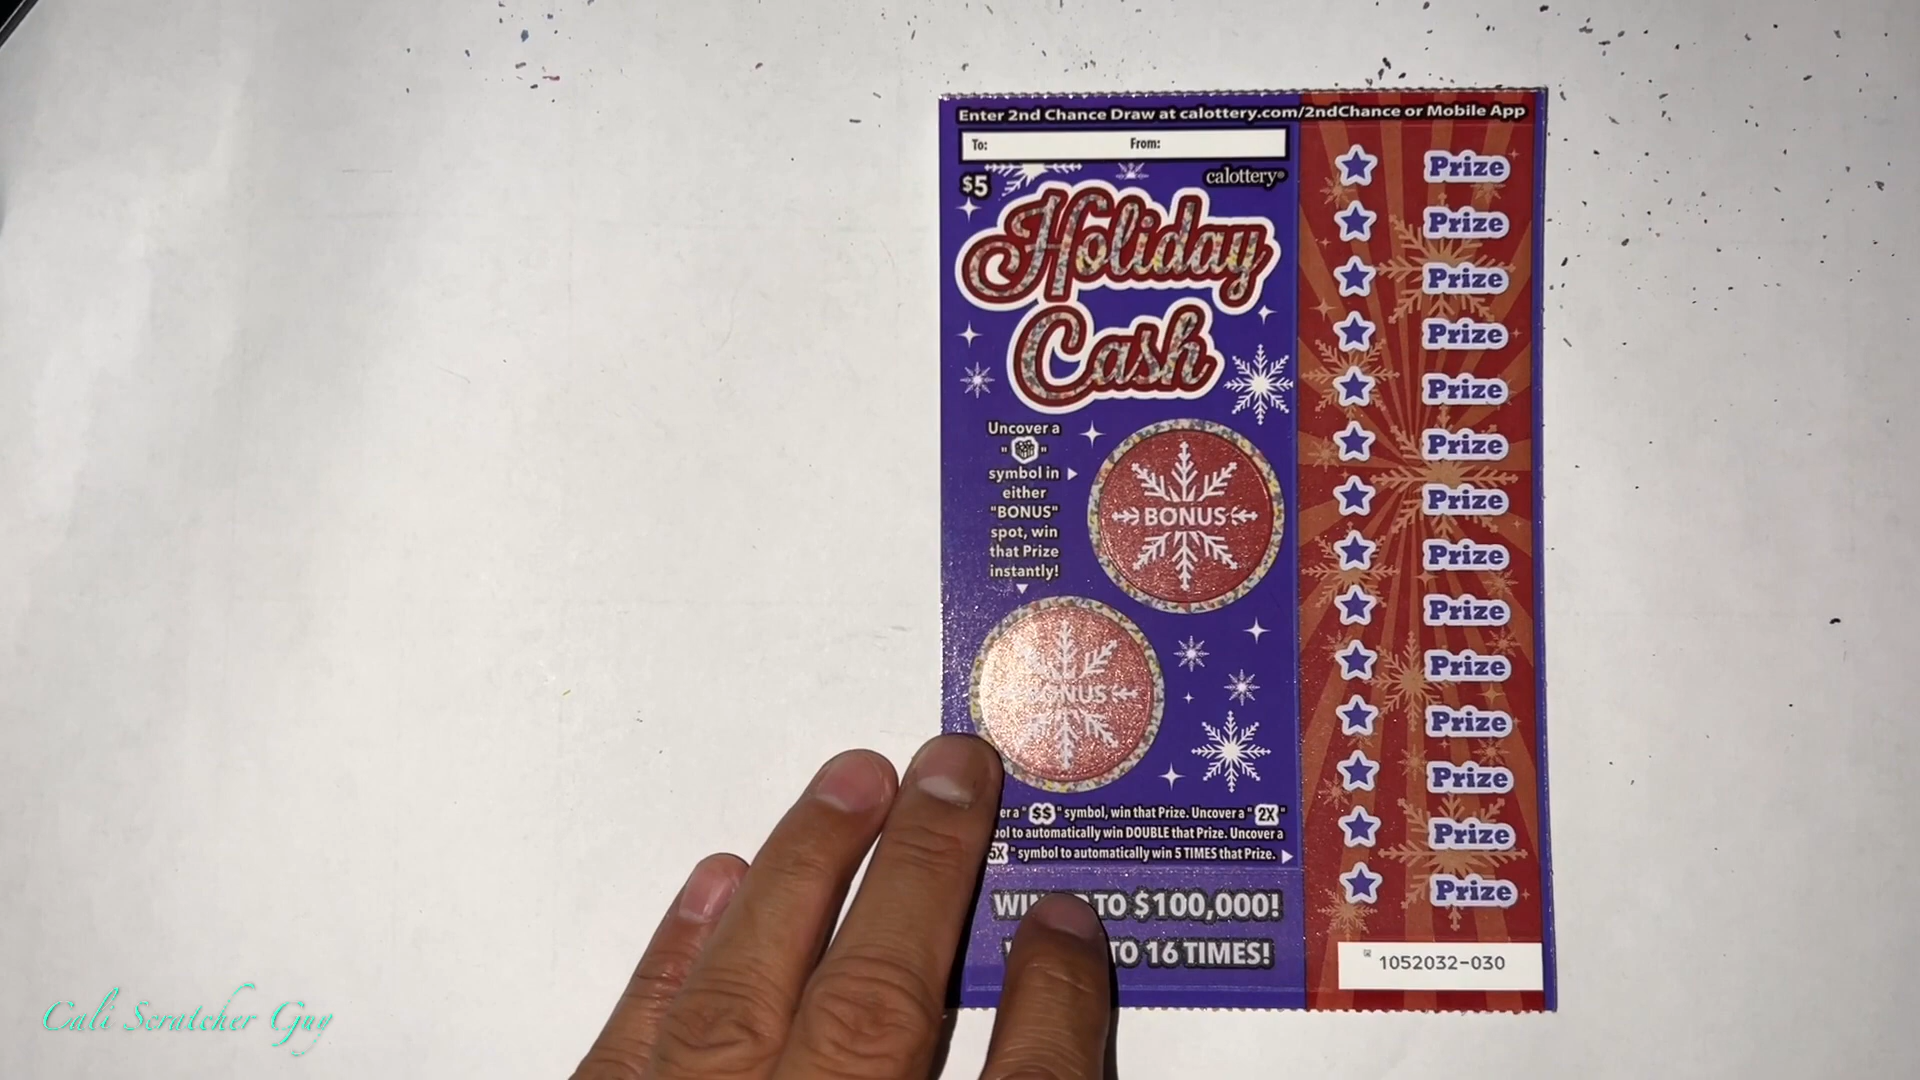 Enter 2nd Chance Draw at calottery.com/2ndChance or Mobile App
To: From:
$5 calottery®
Holiday
Cash
Uncover a
" "
symbol in
either
"BONUS"
spot, win
that Prize
instantly!
BONUS
BONUS
a "$$" symbol, win that Prize. Uncover a "2X"
to automatically win DOUBLE that Prize. Uncover a
5X" symbol to automatically win 5 TIMES that Prize.
TO $100,000!
TO 16 TIMES!
Prize
Prize
Prize
Prize
Prize
Prize
Prize
Prize
Prize
Prize
Prize
Prize
Prize
Prize
1052032-030
Cali Scratcher Guy